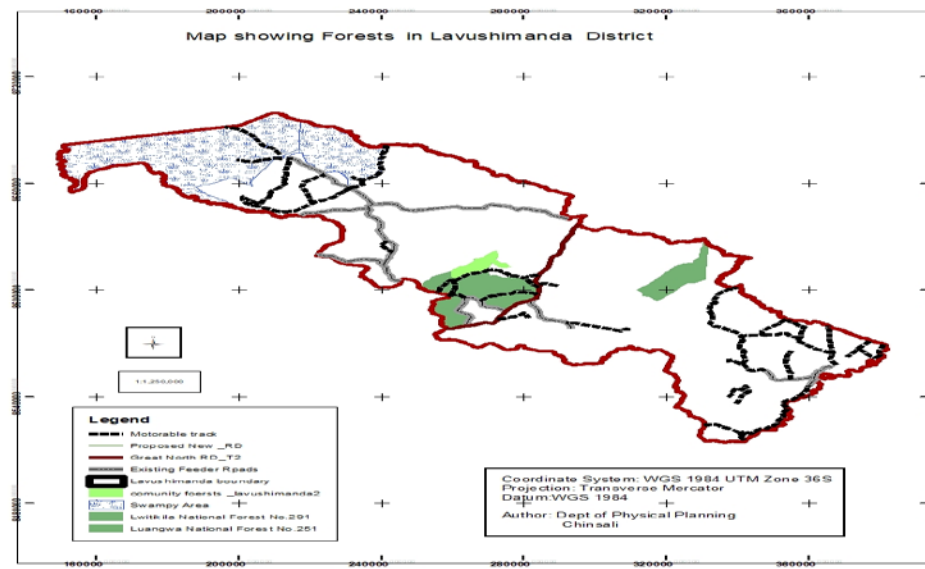 160000 200000 240000 280000 320000 360000
Map showing Forests in Lavushimanda District
1:1,250,000
Legend
Motorable track
Proposed New _RD
Great North RD_T2
Existing Feeder Rpads
Lavushimanda boundary
comunity foersts _lavushimanda2
Swampy Area
Lwitikila National Forest No.291
Luangwa National Forest No.251
Coordinate System: WGS 1984 UTM Zone 36S
Projection: Transverse Mercator
Datum:WGS 1984
Author: Dept of Physical Planning
Chinsali
160000 200000 240000 280000 320000 360000